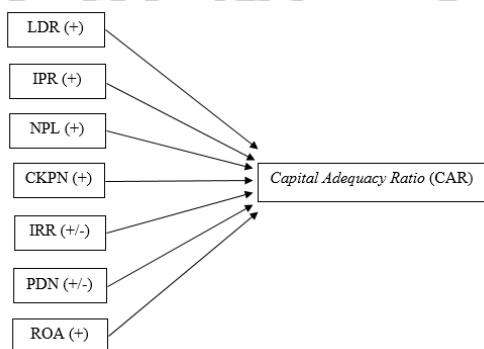 LDR (+)
IPR (+)
NPL (+)
CKPN (+)
Capital Adequacy Ratio (CAR)
IRR (+/-)
PDN (+/-)
ROA (+)